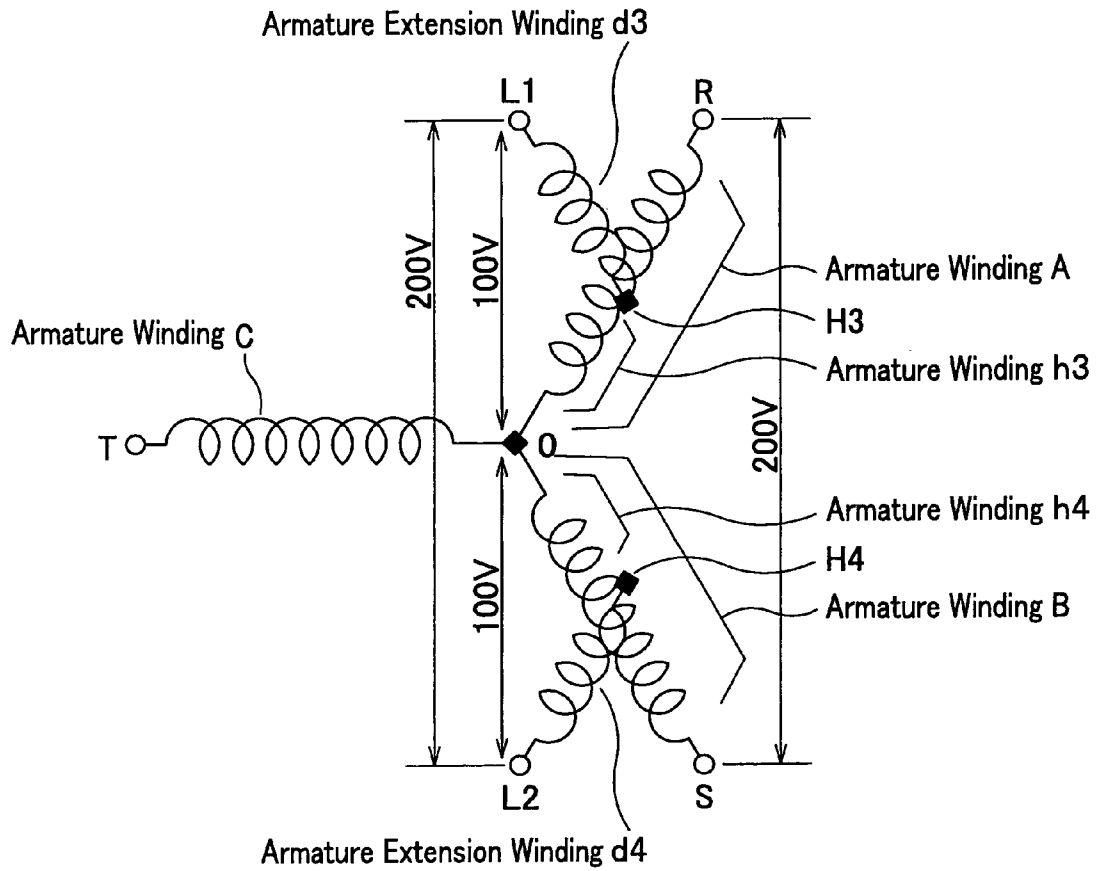 Armature Extension Winding d3
L1
R
200V
100V
Armature Winding A
H3
Armature Winding C
Armature Winding h3
T
O
200V
Armature Winding h4
H4
100V
Armature Winding B
L2
S
Armature Extension Winding d4